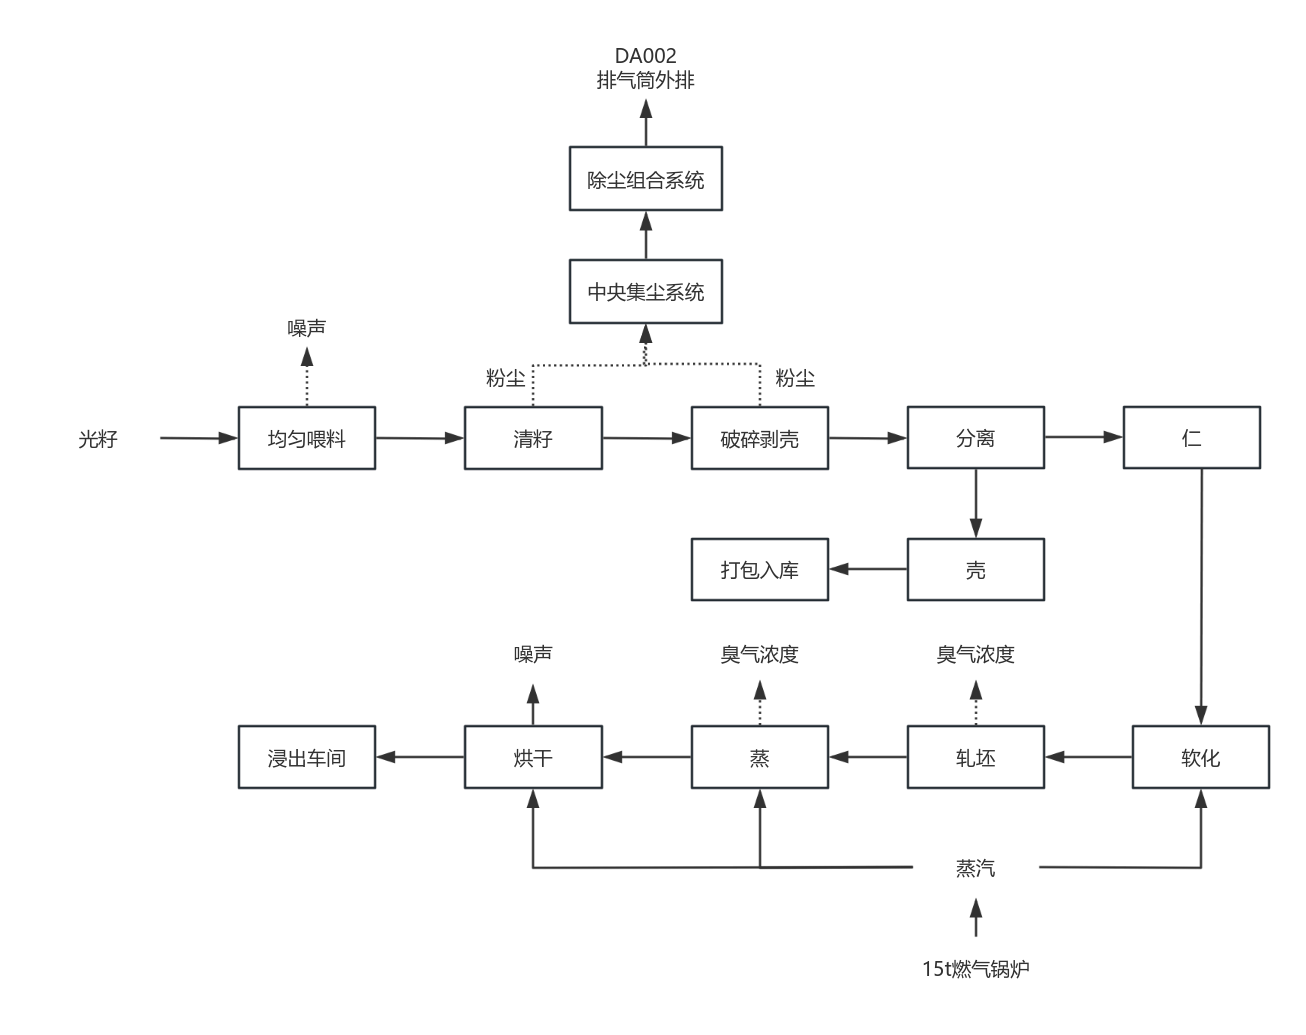 DA002
排气筒外排
除尘组合系统
中央集尘系统
噪声
粉尘
粉尘
光籽
均匀喂料
清籽
破碎剥壳
分离
仁
打包入库
壳
噪声
臭气浓度
臭气浓度
浸出车间
烘干
蒸
轧坯
软化
蒸汽
15t燃气锅炉